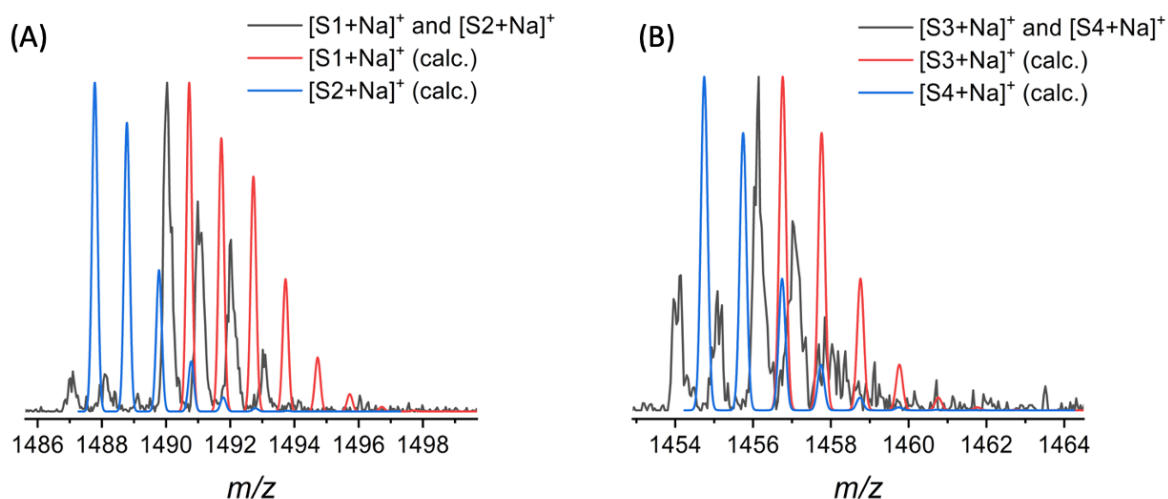 (A)
[S1+Na]⁺ and [S2+Na]⁺
[S1+Na]⁺ (calc.)
[S2+Na]⁺ (calc.)
1486 1488 1490 1492 1494 1496 1498
m/z
(B)
[S3+Na]⁺ and [S4+Na]⁺
[S3+Na]⁺ (calc.)
[S4+Na]⁺ (calc.)
1454 1456 1458 1460 1462 1464
m/z